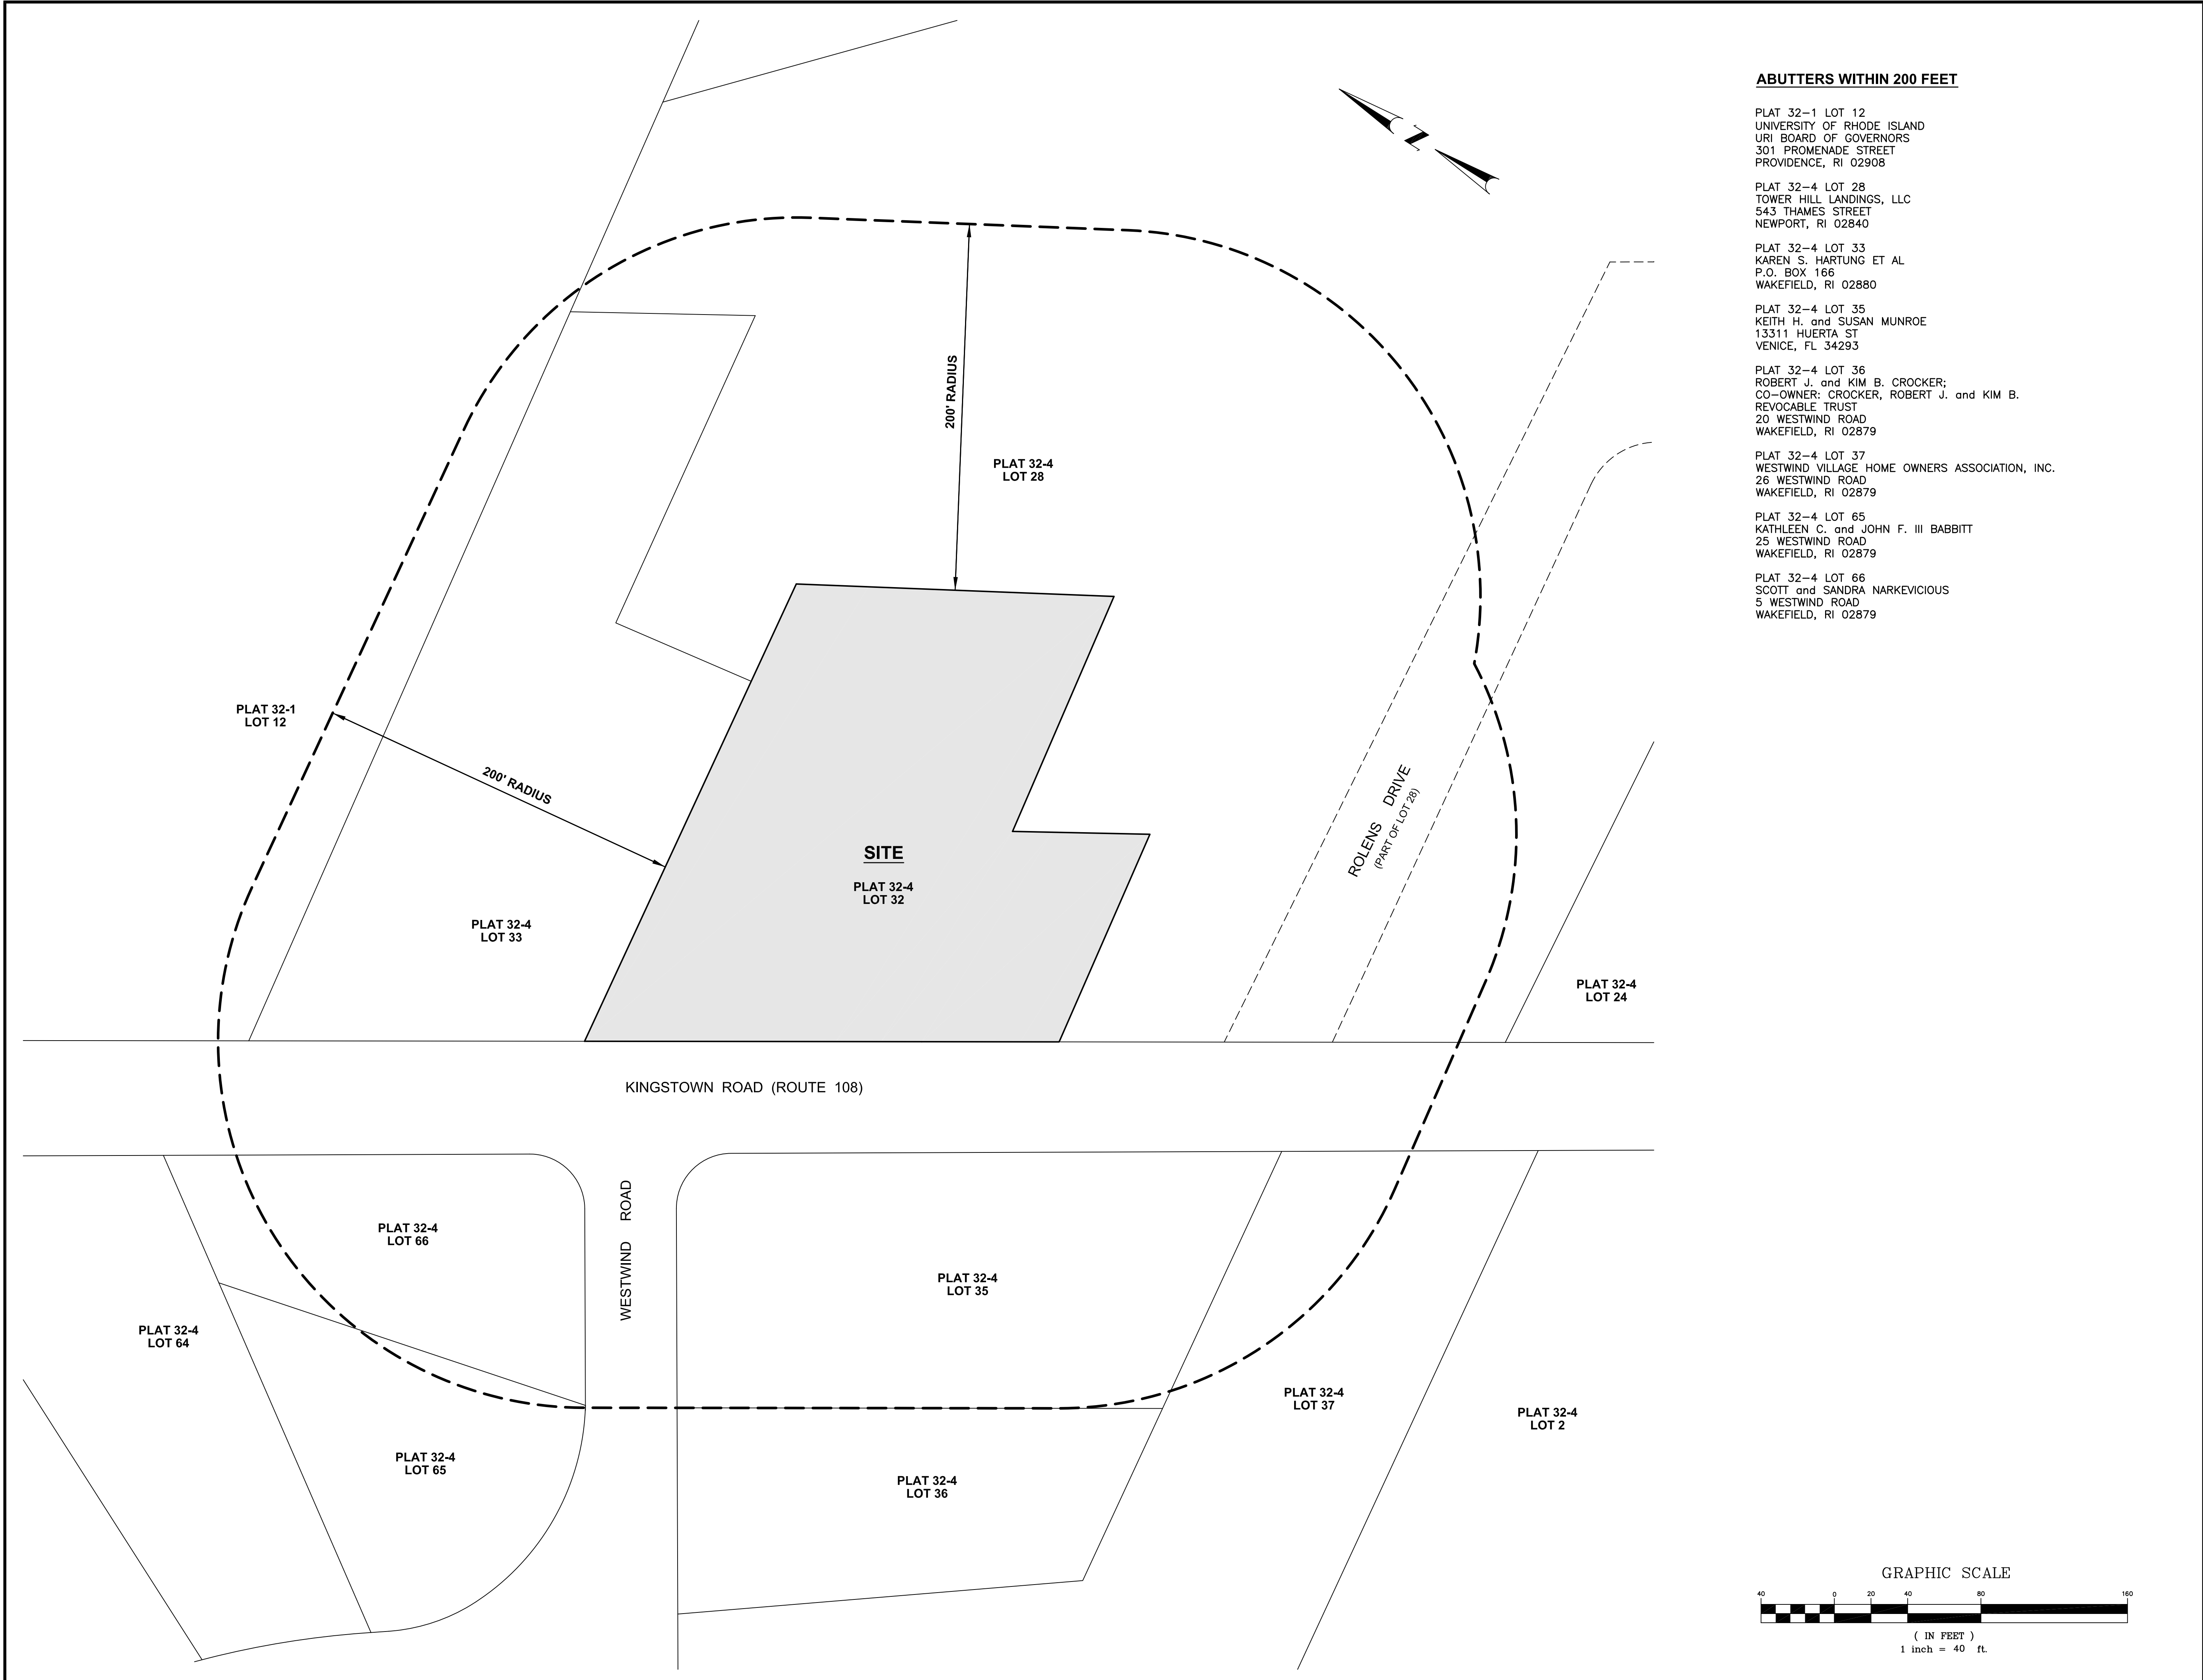 ABUTTERS WITHIN 200 FEET
PLAT 32-1 LOT 12
UNIVERSITY OF RHODE ISLAND
URI BOARD OF GOVERNORS
301 PROMENADE STREET
PROVIDENCE, RI 02908
PLAT 32-4 LOT 28
TOWER HILL LANDINGS, LLC
543 THAMES STREET
NEWPORT, RI 02840
PLAT 32-4 LOT 33
KAREN S. HARTUNG ET AL
P.O. BOX 166
WAKEFIELD, RI 02880
PLAT 32-4 LOT 35
KEITH H. and SUSAN MUNROE
13311 HUERTA ST
VENICE, FL 34293
PLAT 32-4 LOT 36
ROBERT J. and KIM B. CROCKER;
CO-OWNER: CROCKER, ROBERT J. and KIM B.
REVOCABLE TRUST
20 WESTWIND ROAD
WAKEFIELD, RI 02879
PLAT 32-4 LOT 37
WESTWIND VILLAGE HOME OWNERS ASSOCIATION, INC.
26 WESTWIND ROAD
WAKEFIELD, RI 02879
PLAT 32-4 LOT 65
KATHLEEN C. and JOHN F. III BABBITT
25 WESTWIND ROAD
WAKEFIELD, RI 02879
PLAT 32-4 LOT 66
SCOTT and SANDRA NARKEVICIOUS
5 WESTWIND ROAD
WAKEFIELD, RI 02879
N
200' RADIUS
PLAT 32-4
LOT 28
PLAT 32-1
LOT 12
200' RADIUS
ROLENS DRIVE
(PART OF LOT 28)
SITE
PLAT 32-4
LOT 32
PLAT 32-4
LOT 33
PLAT 32-4
LOT 24
KINGSTOWN ROAD (ROUTE 108)
WESTWIND ROAD
PLAT 32-4
LOT 66
PLAT 32-4
LOT 35
PLAT 32-4
LOT 64
PLAT 32-4
LOT 37
PLAT 32-4
LOT 2
PLAT 32-4
LOT 65
PLAT 32-4
LOT 36
GRAPHIC SCALE
40 0 20 40 80 160
( IN FEET )
1 inch = 40 ft.